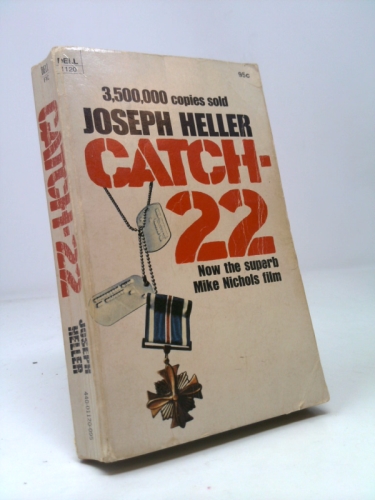 DELL
1120
95c
3,500,000 copies sold
JOSEPH HELLER
CATCH-
22
Now the superb
Mike Nichols film
CATCH-22
JOSEPH
HELLER